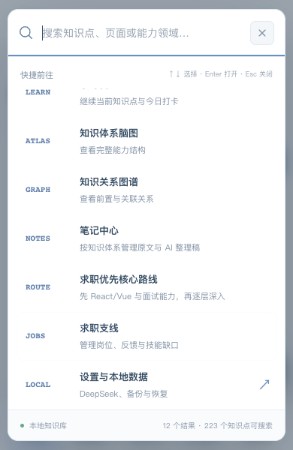 搜索知识点、页面或能力领域…
快捷前往
↑↓ 选择 · Enter 打开 · Esc 关闭
LEARN
继续当前知识点与今日打卡
ATLAS
知识体系脑图
查看完整能力结构
GRAPH
知识关系图谱
查看前置与关联关系
NOTES
笔记中心
按知识体系管理原文与 AI 整理稿
ROUTE
求职优先核心路线
先 React/Vue 与面试能力，再逐层深入
JOBS
求职支线
管理岗位、反馈与技能缺口
LOCAL
设置与本地数据
DeepSeek、备份与恢复
本地知识库
12 个结果 · 223 个知识点可搜索